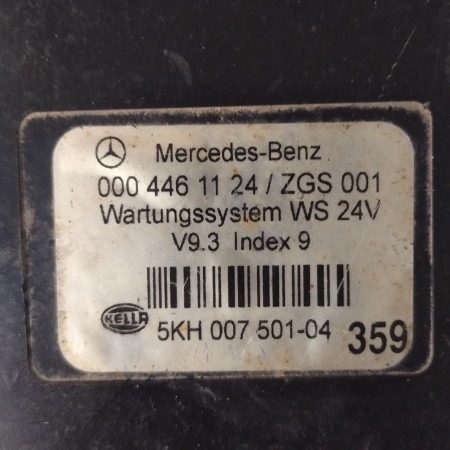 Mercedes-Benz
000 446 11 24 / ZGS 001
Wartungssystem WS 24V
V9.3 Index 9
HELLA 5KH 007 501-04 359